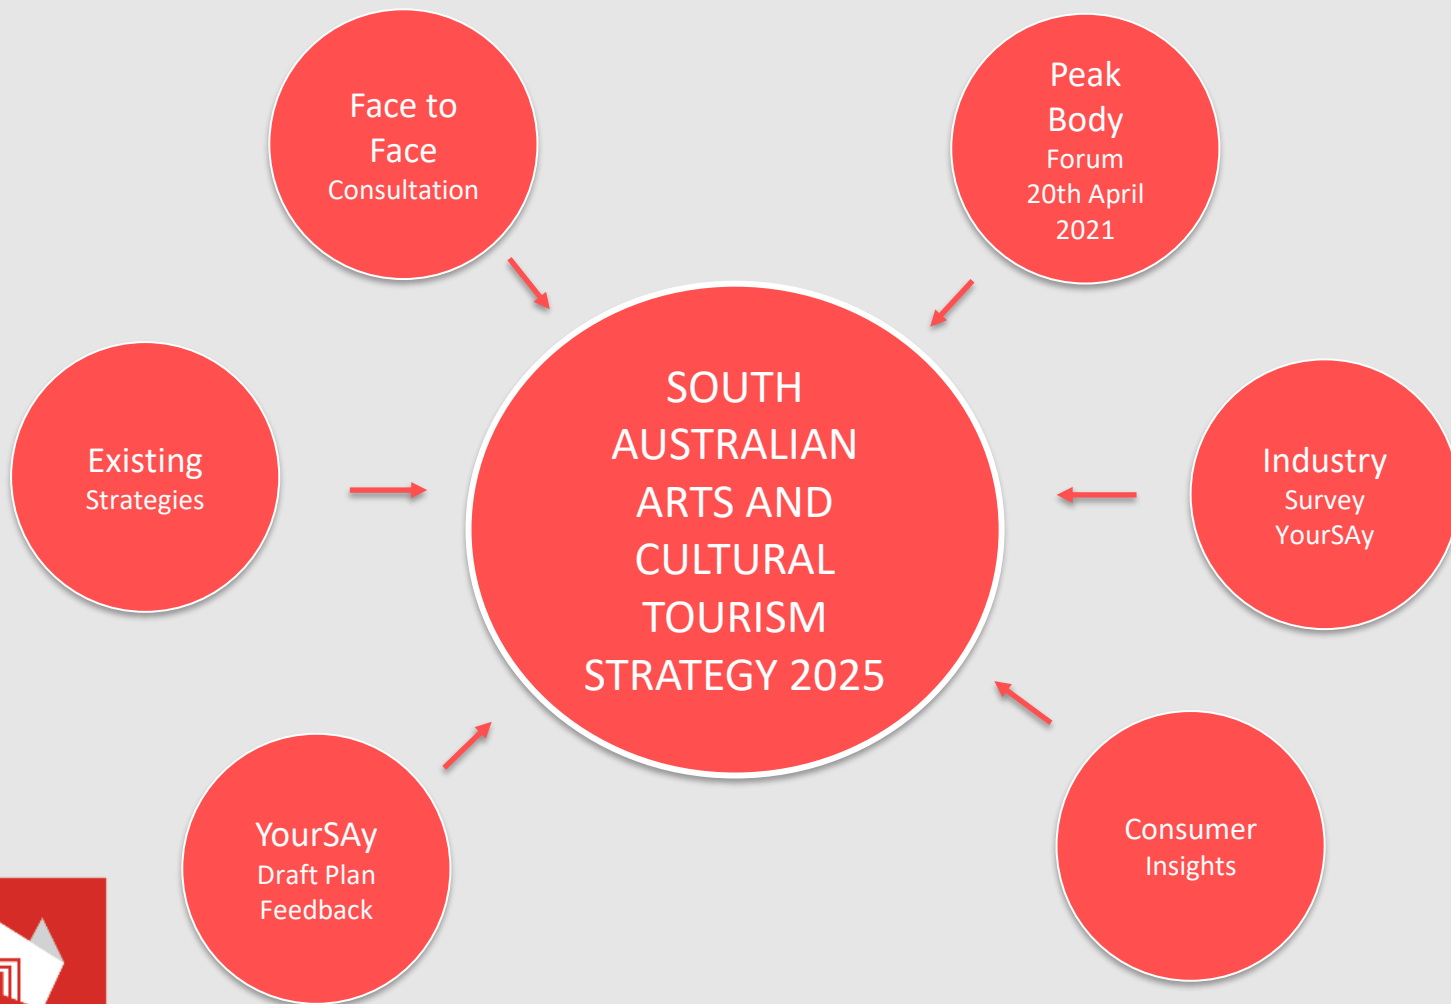 Face to
Face
Consultation
Peak
Body
Forum
20th April
2021
SOUTH
AUSTRALIAN
ARTS AND
CULTURAL
TOURISM
STRATEGY 2025
Existing
Strategies
Industry
Survey
YourSAy
YourSAy
Draft Plan
Feedback
Consumer
Insights